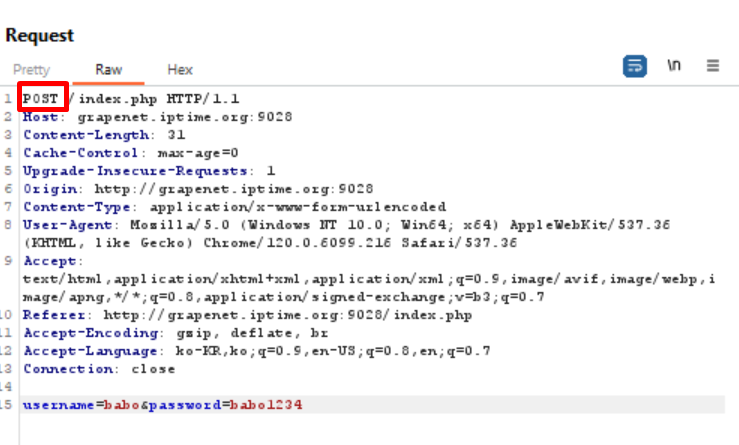 Request
Pretty Raw Hex
\n
1 POST /index.php HTTP/1.1
2 Host: grapenet.iptime.org:9028
3 Content-Length: 31
4 Cache-Control: max-age=0
5 Upgrade-Insecure-Requests: 1
6 Origin: http://grapenet.iptime.org:9028
7 Content-Type: application/x-www-form-urlencoded
8 User-Agent: Mozilla/5.0 (Windows NT 10.0; Win64; x64) AppleWebKit/537.36
(KHTML, like Gecko) Chrome/120.0.6099.216 Safari/537.36
9 Accept:
text/html,application/xhtml+xml,application/xml;q=0.9,image/avif,image/webp,i
mage/apng,*/*;q=0.8,application/signed-exchange;v=b3;q=0.7
10 Referer: http://grapenet.iptime.org:9028/index.php
11 Accept-Encoding: gzip, deflate, br
12 Accept-Language: ko-KR,ko;q=0.9,en-US;q=0.8,en;q=0.7
13 Connection: close
14
15 username=babo&password=babo1234